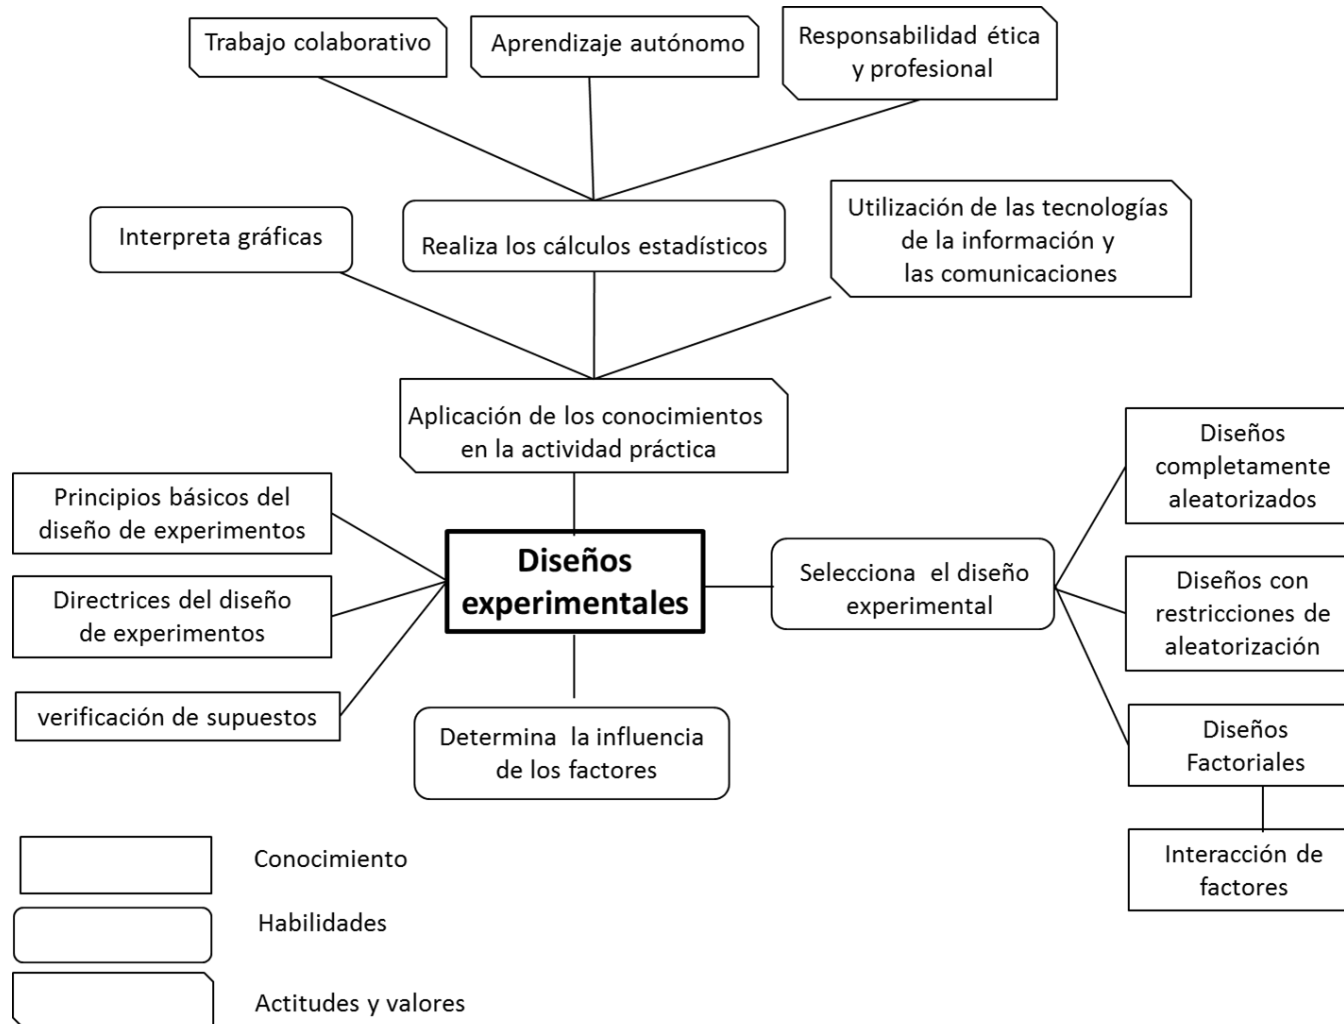 Trabajo colaborativo
Aprendizaje autónomo
Responsabilidad ética
y profesional
Interpreta gráficas
Realiza los cálculos estadísticos
Utilización de las tecnologías
de la información y
las comunicaciones
Aplicación de los conocimientos
en la actividad práctica
Principios básicos del
diseño de experimentos
Directrices del diseño
de experimentos
verificación de supuestos
Diseños
experimentales
Selecciona el diseño
experimental
Determina la influencia
de los factores
Diseños
completamente
aleatorizados
Diseños con
restricciones de
aleatorización
Diseños
Factoriales
Interacción de
factores
Conocimiento
Habilidades
Actitudes y valores